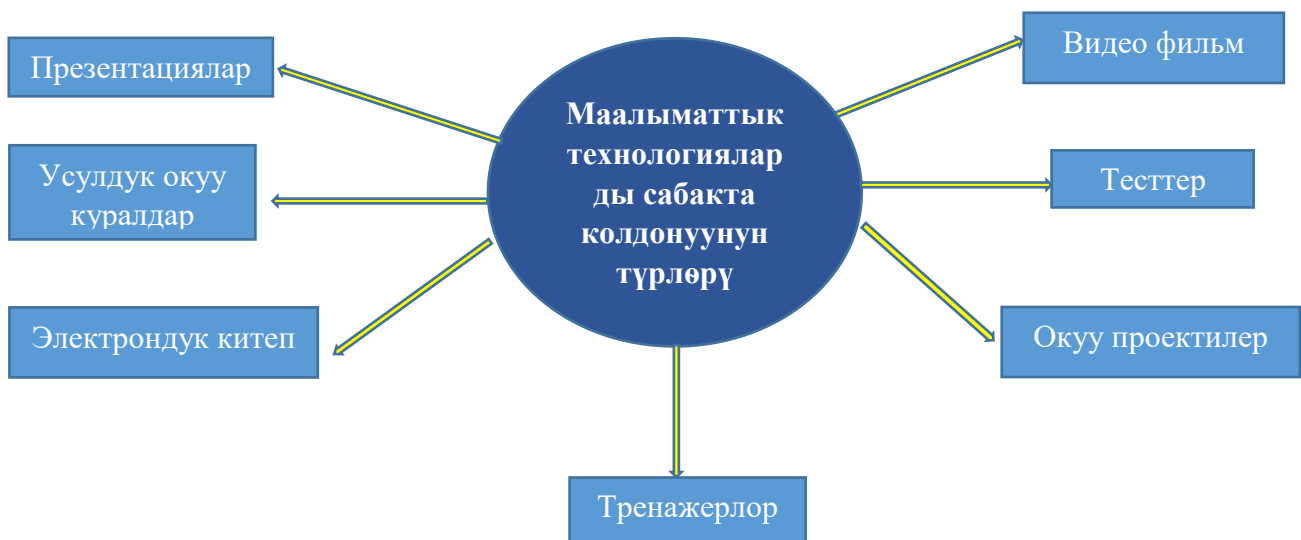 Презентациялар
Усулдук окуу
куралдар
Электрондук китеп
Маалыматтык
технологиялар
ды сабакта
колдонуунун
түрлөрү
Видео фильм
Тесттер
Окуу проектилер
Тренажерлор